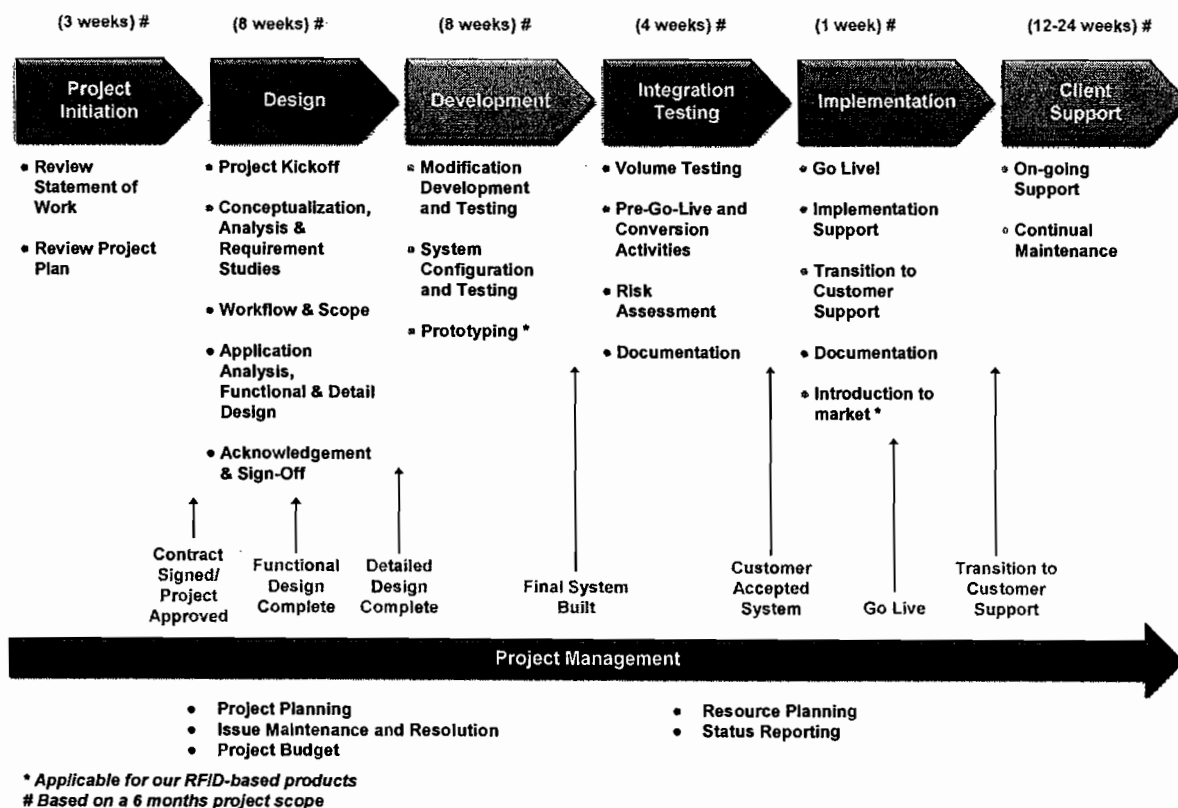 (3 weeks) # (8 weeks) # (8 weeks) # (4 weeks) # (1 week) # (12-24 weeks) #
Project
Initiation
Design
Development
Integration
Testing
Implementation
Client
Support
• Review
Statement of
Work
• Review Project
Plan
• Project Kickoff
• Conceptualization,
Analysis &
Requirement
Studies
• Workflow & Scope
• Application
Analysis,
Functional & Detail
Design
• Acknowledgement
& Sign-Off
• Modification
Development
and Testing
• System
Configuration
and Testing
• Prototyping *
• Volume Testing
• Pre-Go-Live and
Conversion
Activities
• Risk
Assessment
• Documentation
• Go Live!
• Implementation
Support
• Transition to
Customer
Support
• Documentation
• Introduction to
market *
• On-going
Support
• Continual
Maintenance
Contract
Signed/
Project
Approved
Functional
Design
Complete
Detailed
Design
Complete
Final System
Built
Customer
Accepted
System
Go Live
Transition to
Customer
Support
Project Management
• Project Planning
• Issue Maintenance and Resolution
• Project Budget
• Resource Planning
• Status Reporting
* Applicable for our RFID-based products
# Based on a 6 months project scope